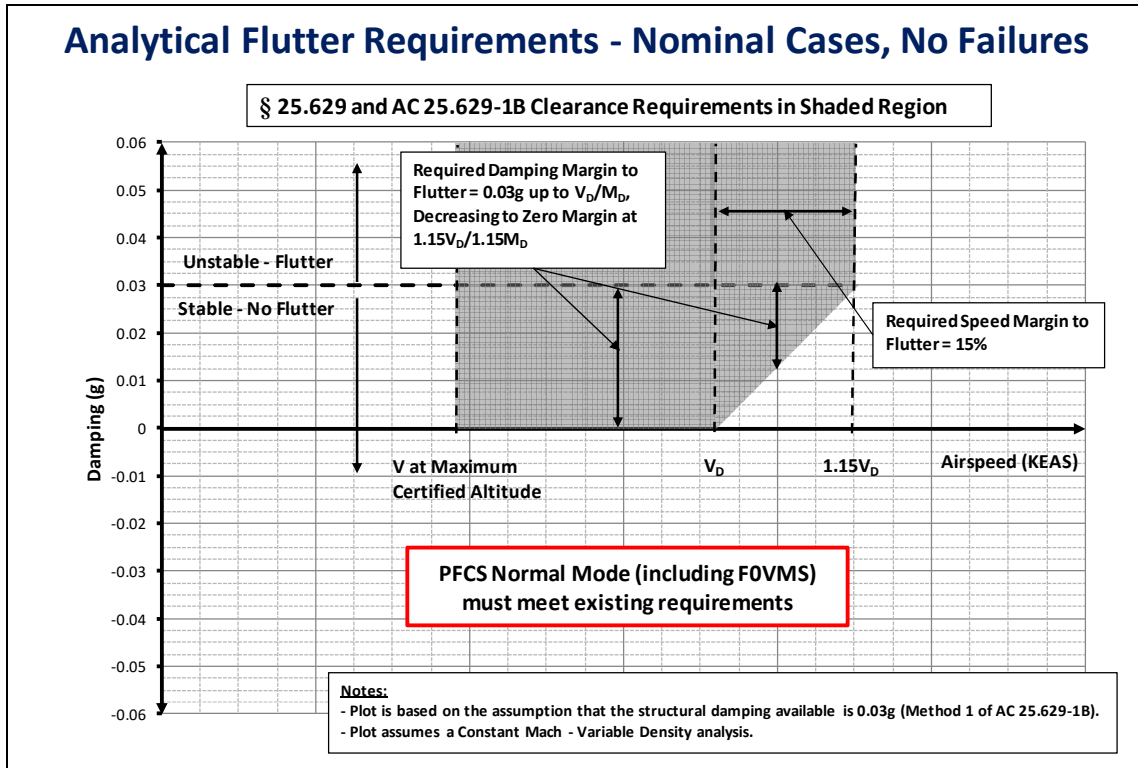 Analytical Flutter Requirements - Nominal Cases, No Failures
§ 25.629 and AC 25.629-1B Clearance Requirements in Shaded Region
0.06
0.05
0.04
0.03
0.02
0.01
0
-0.01
-0.02
-0.03
-0.04
-0.05
-0.06
Damping (g)
Required Damping Margin to
Flutter = 0.03g up to V_D/M_D,
Decreasing to Zero Margin at
1.15V_D/1.15M_D
Unstable - Flutter
Stable - No Flutter
Required Speed Margin to
Flutter = 15%
V at Maximum
Certified Altitude
V_D
1.15V_D
Airspeed (KEAS)
PFCS Normal Mode (including F0VMS)
must meet existing requirements
Notes:
- Plot is based on the assumption that the structural damping available is 0.03g (Method 1 of AC 25.629-1B).
- Plot assumes a Constant Mach - Variable Density analysis.